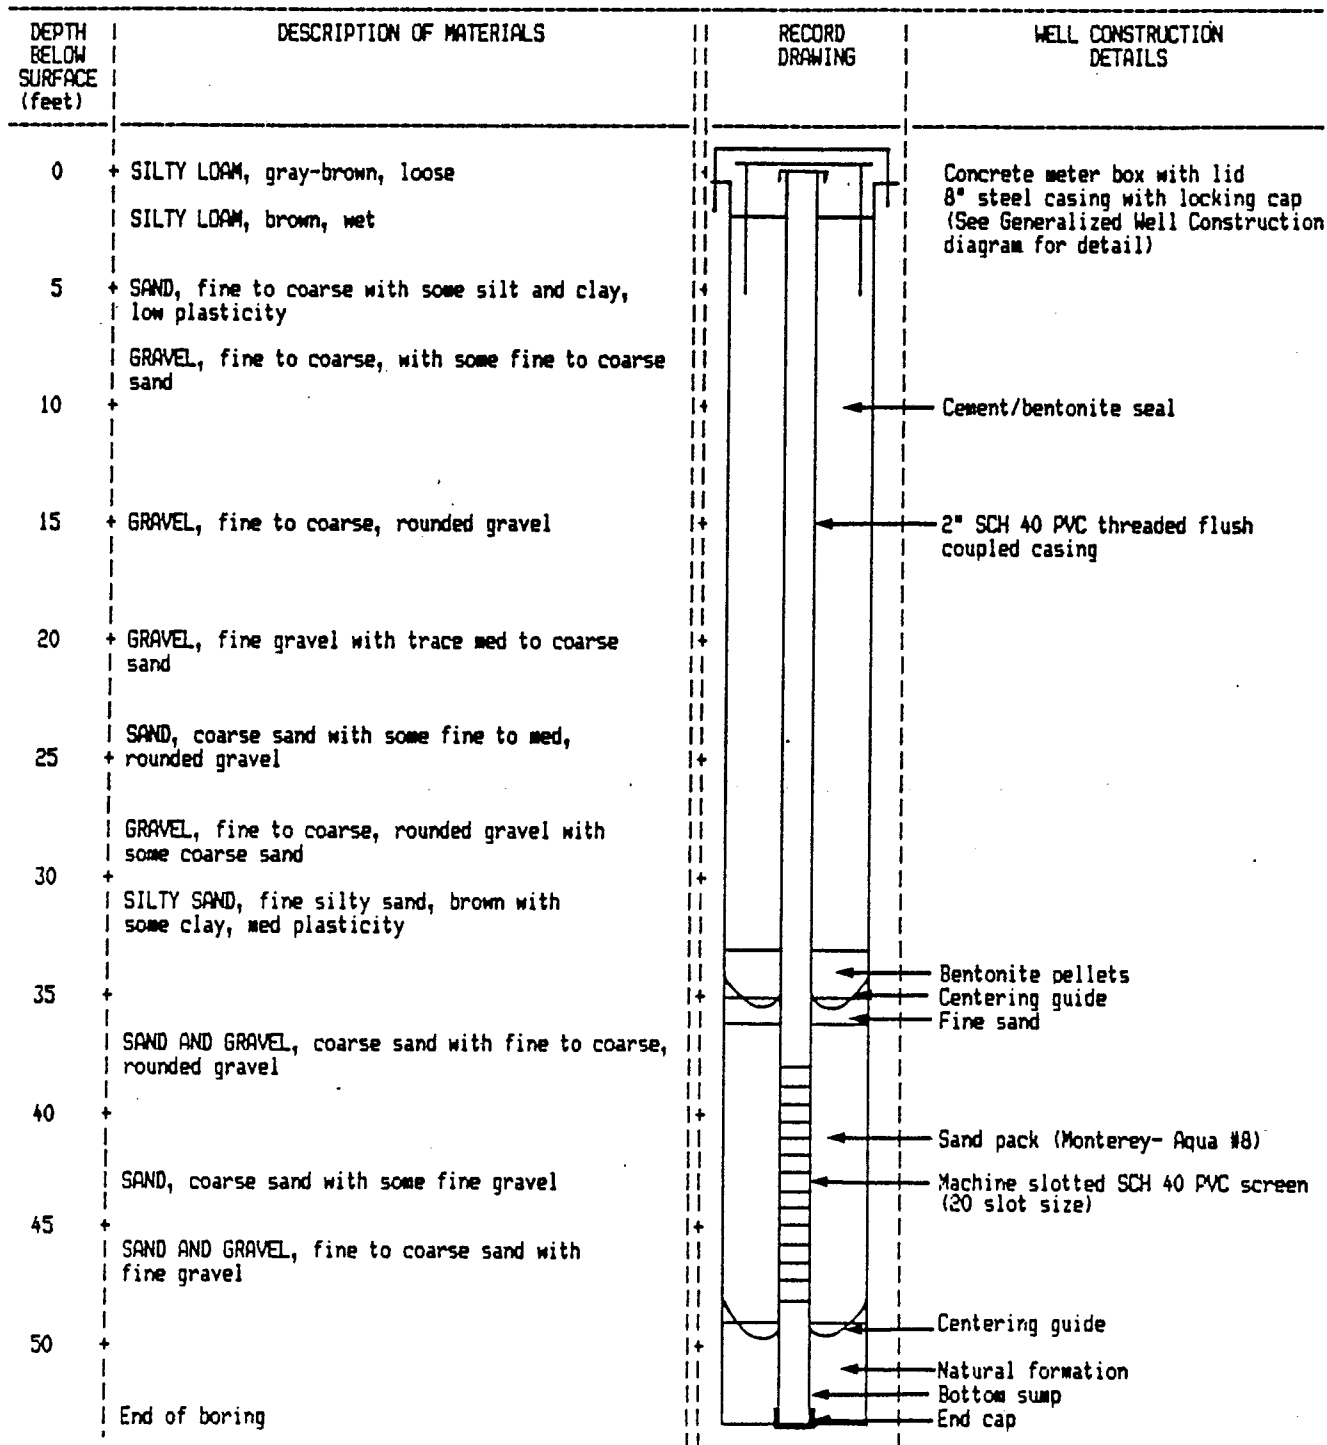 DEPTH BELOW SURFACE (feet)
DESCRIPTION OF MATERIALS
RECORD DRAWING
WELL CONSTRUCTION DETAILS
0
SILTY LOAM, gray-brown, loose
Concrete meter box with lid
8" steel casing with locking cap
(See Generalized Well Construction
diagram for detail)
SILTY LOAM, brown, wet
5
SAND, fine to coarse with some silt and clay,
low plasticity
GRAVEL, fine to coarse, with some fine to coarse
sand
10
Cement/bentonite seal
15
GRAVEL, fine to coarse, rounded gravel
2" SCH 40 PVC threaded flush
coupled casing
20
GRAVEL, fine gravel with trace med to coarse
sand
SAND, coarse sand with some fine to med,
25
rounded gravel
GRAVEL, fine to coarse, rounded gravel with
some coarse sand
30
SILTY SAND, fine silty sand, brown with
some clay, med plasticity
Bentonite pellets
35
Centering guide
Fine sand
SAND AND GRAVEL, coarse sand with fine to coarse,
rounded gravel
40
Sand pack (Monterey- Aqua #8)
SAND, coarse sand with some fine gravel
Machine slotted SCH 40 PVC screen
(20 slot size)
45
SAND AND GRAVEL, fine to coarse sand with
fine gravel
Centering guide
50
Natural formation
Bottom sump
End of boring
End cap